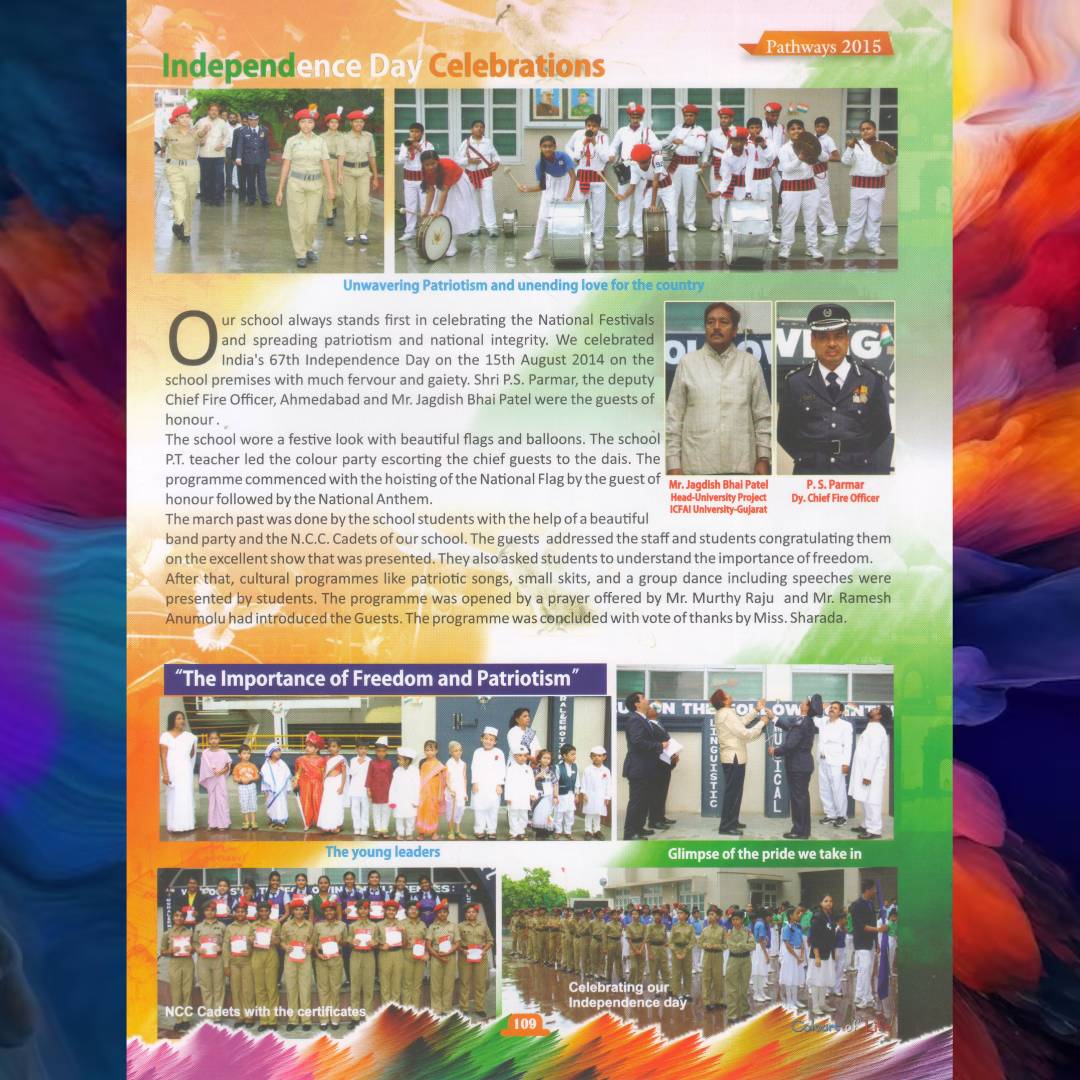 Pathways 2015
Independence Day Celebrations
Unwavering Patriotism and unending love for the country
Our school always stands first in celebrating the National Festivals
and spreading patriotism and national integrity. We celebrated
India's 67th Independence Day on the 15th August 2014 on the
school premises with much fervour and gaiety. Shri P.S. Parmar, the deputy
Chief Fire Officer, Ahmedabad and Mr. Jagdish Bhai Patel were the guests of
honour.
The school wore a festive look with beautiful flags and balloons. The school
P.T. teacher led the colour party escorting the chief guests to the dais. The
programme commenced with the hoisting of the National Flag by the guest of
honour followed by the National Anthem.
The march past was done by the school students with the help of a beautiful
band party and the N.C.C. Cadets of our school. The guests addressed the staff and students congratulating them
on the excellent show that was presented. They also asked students to understand the importance of freedom.
After that, cultural programmes like patriotic songs, small skits, and a group dance including speeches were
presented by students. The programme was opened by a prayer offered by Mr. Murthy Raju and Mr. Ramesh
Anumolu had introduced the Guests. The programme was concluded with vote of thanks by Miss. Sharada.
Mr. Jagdish Bhai Patel
Head-University Project
ICFAI University-Gujarat
P. S. Parmar
Dy. Chief Fire Officer
"The Importance of Freedom and Patriotism"
ON THE FOLLOW
LINGUISTIC
The young leaders
Glimpse of the pride we take in
NCC Cadets with the certificates
Celebrating our
Independence day
109
Colours of